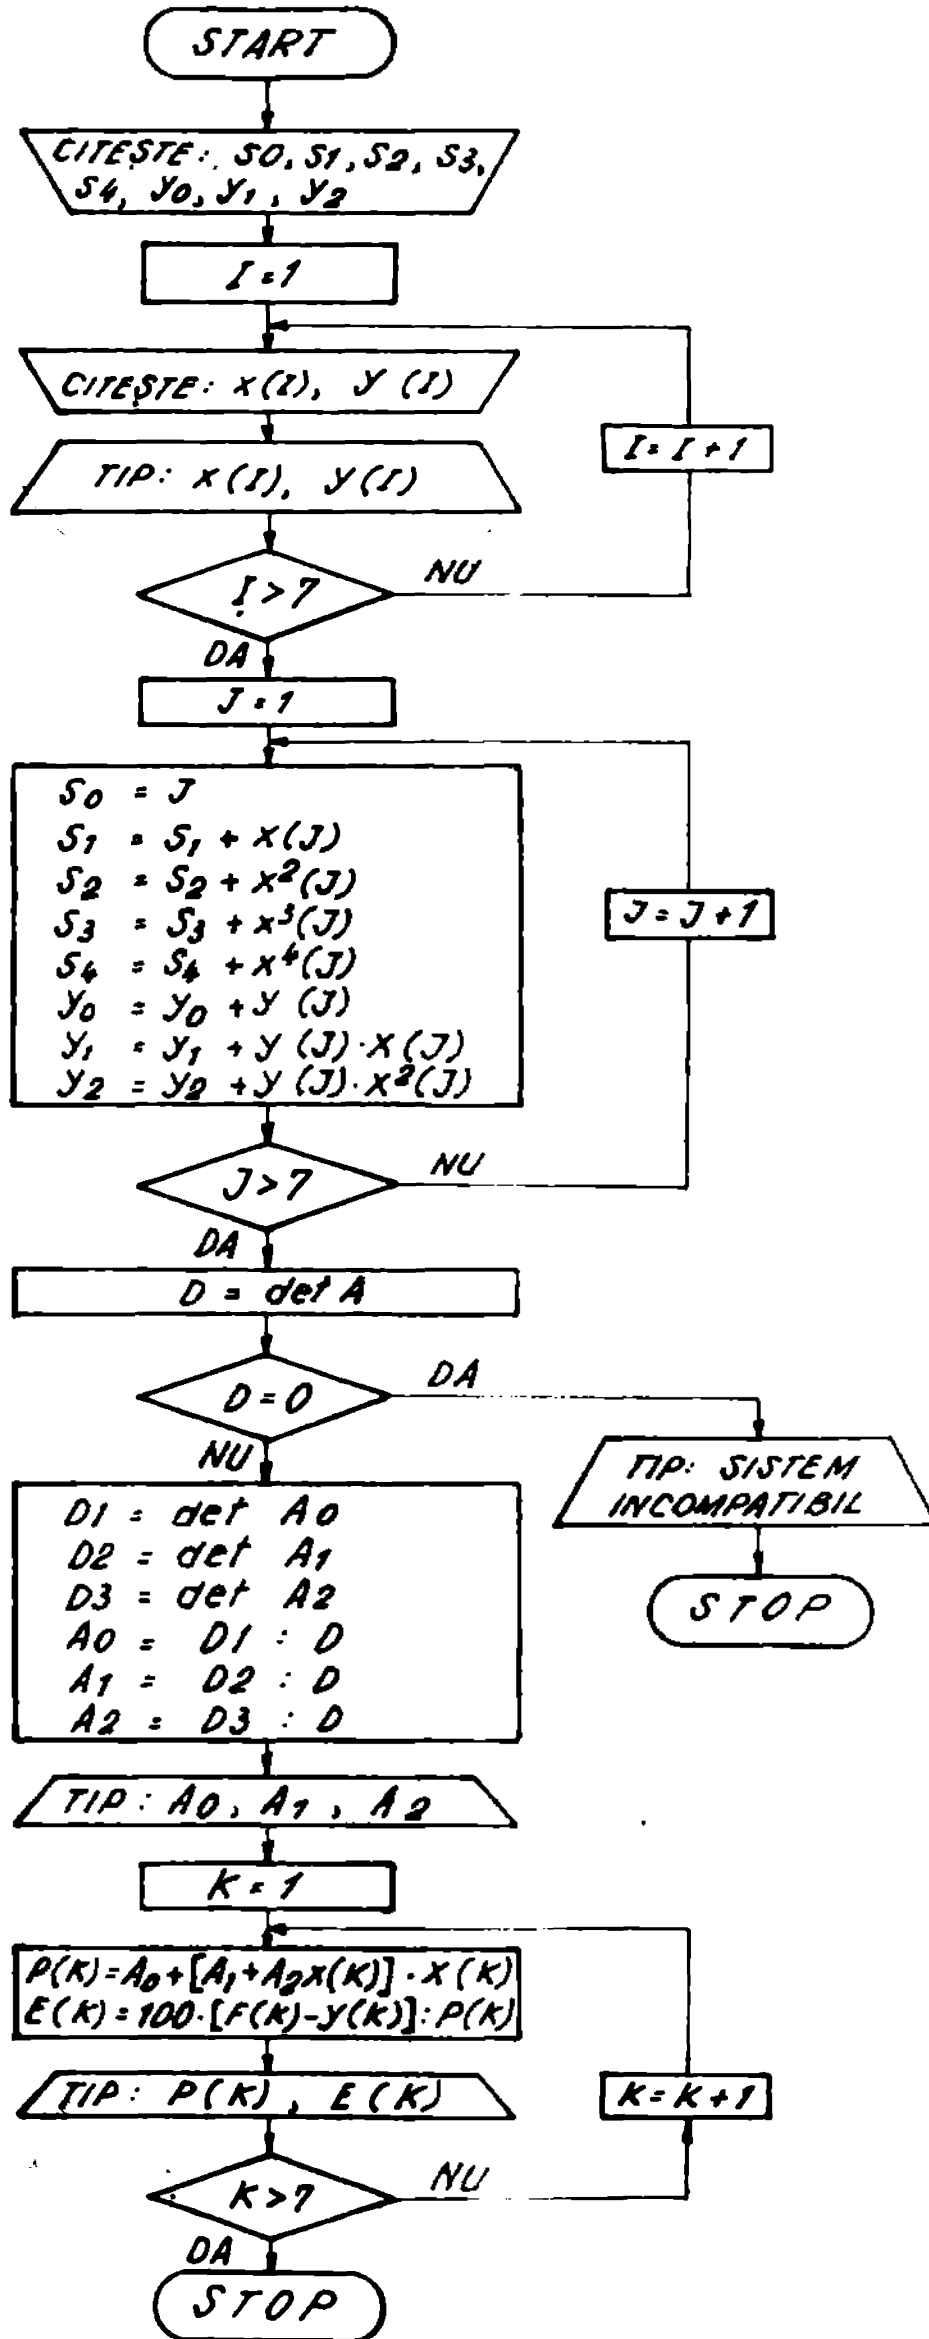 START
CITEȘTE: S0, S1, S2, S3,
S4, Y0, Y1, Y2
I = 1
CITEȘTE: X(I), Y(I)
I = I + 1
TIP: X(I), Y(I)
I > 7
NU
DA
J = 1
S0 = J
S1 = S1 + X(J)
S2 = S2 + X²(J)
S3 = S3 + X³(J)
S4 = S4 + X⁴(J)
Y0 = Y0 + Y(J)
Y1 = Y1 + Y(J)·X(J)
Y2 = Y2 + Y(J)·X²(J)
J = J + 1
J > 7
NU
DA
D = det A
D = 0
DA
NU
TIP: SISTEM
INCOMPATIBIL
STOP
D1 = det A0
D2 = det A1
D3 = det A2
A0 = D1 : D
A1 = D2 : D
A2 = D3 : D
TIP: A0, A1, A2
K = 1
P(K) = A0 + [A1 + A2X(K)] · X(K)
E(K) = 100·[F(K) - Y(K)] : P(K)
TIP: P(K), E(K)
K = K + 1
K > 7
NU
DA
STOP